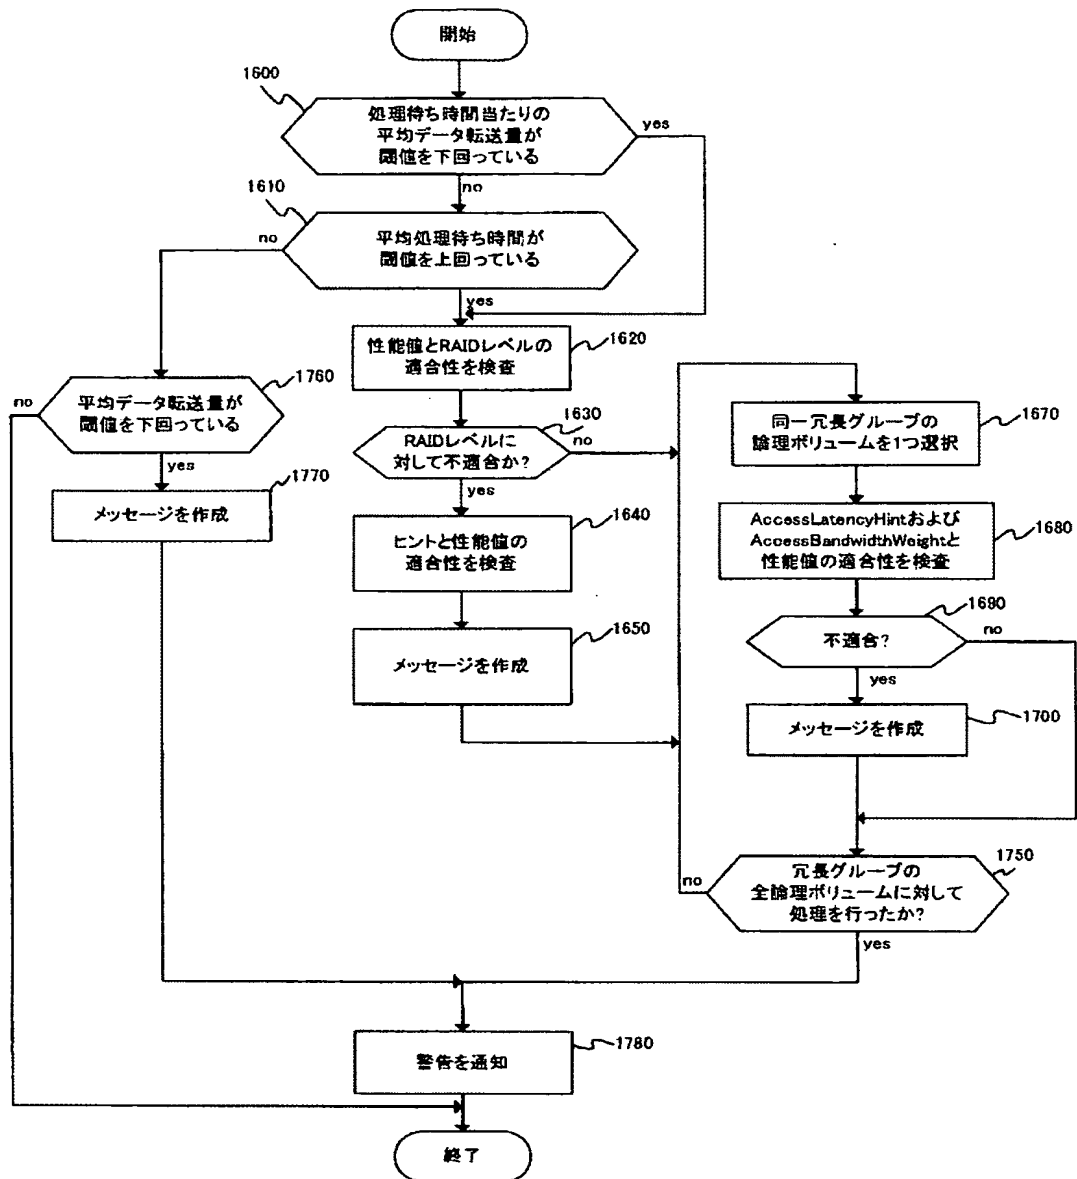 開始
1600
処理待ち時間当たりの
平均データ転送量が
閾値を下回っている
yes
no
1610
平均処理待ち時間が
閾値を上回っている
no
yes
性能値とRAIDレベルの
適合性を検査
1620
1760
平均データ転送量が
閾値を下回っている
no
yes
1770
メッセージを作成
1630
RAIDレベルに
対して不適合か?
no
yes
1640
ヒントと性能値の
適合性を検査
1650
メッセージを作成
1670
同一冗長グループの
論理ボリュームを1つ選択
AccessLatencyHintおよび
AccessBandwidthWeightと
性能値の適合性を検査
1680
1690
不適合?
no
yes
メッセージを作成
1700
1750
冗長グループの
全論理ボリュームに対して
処理を行ったか?
no
yes
警告を通知
1780
終了